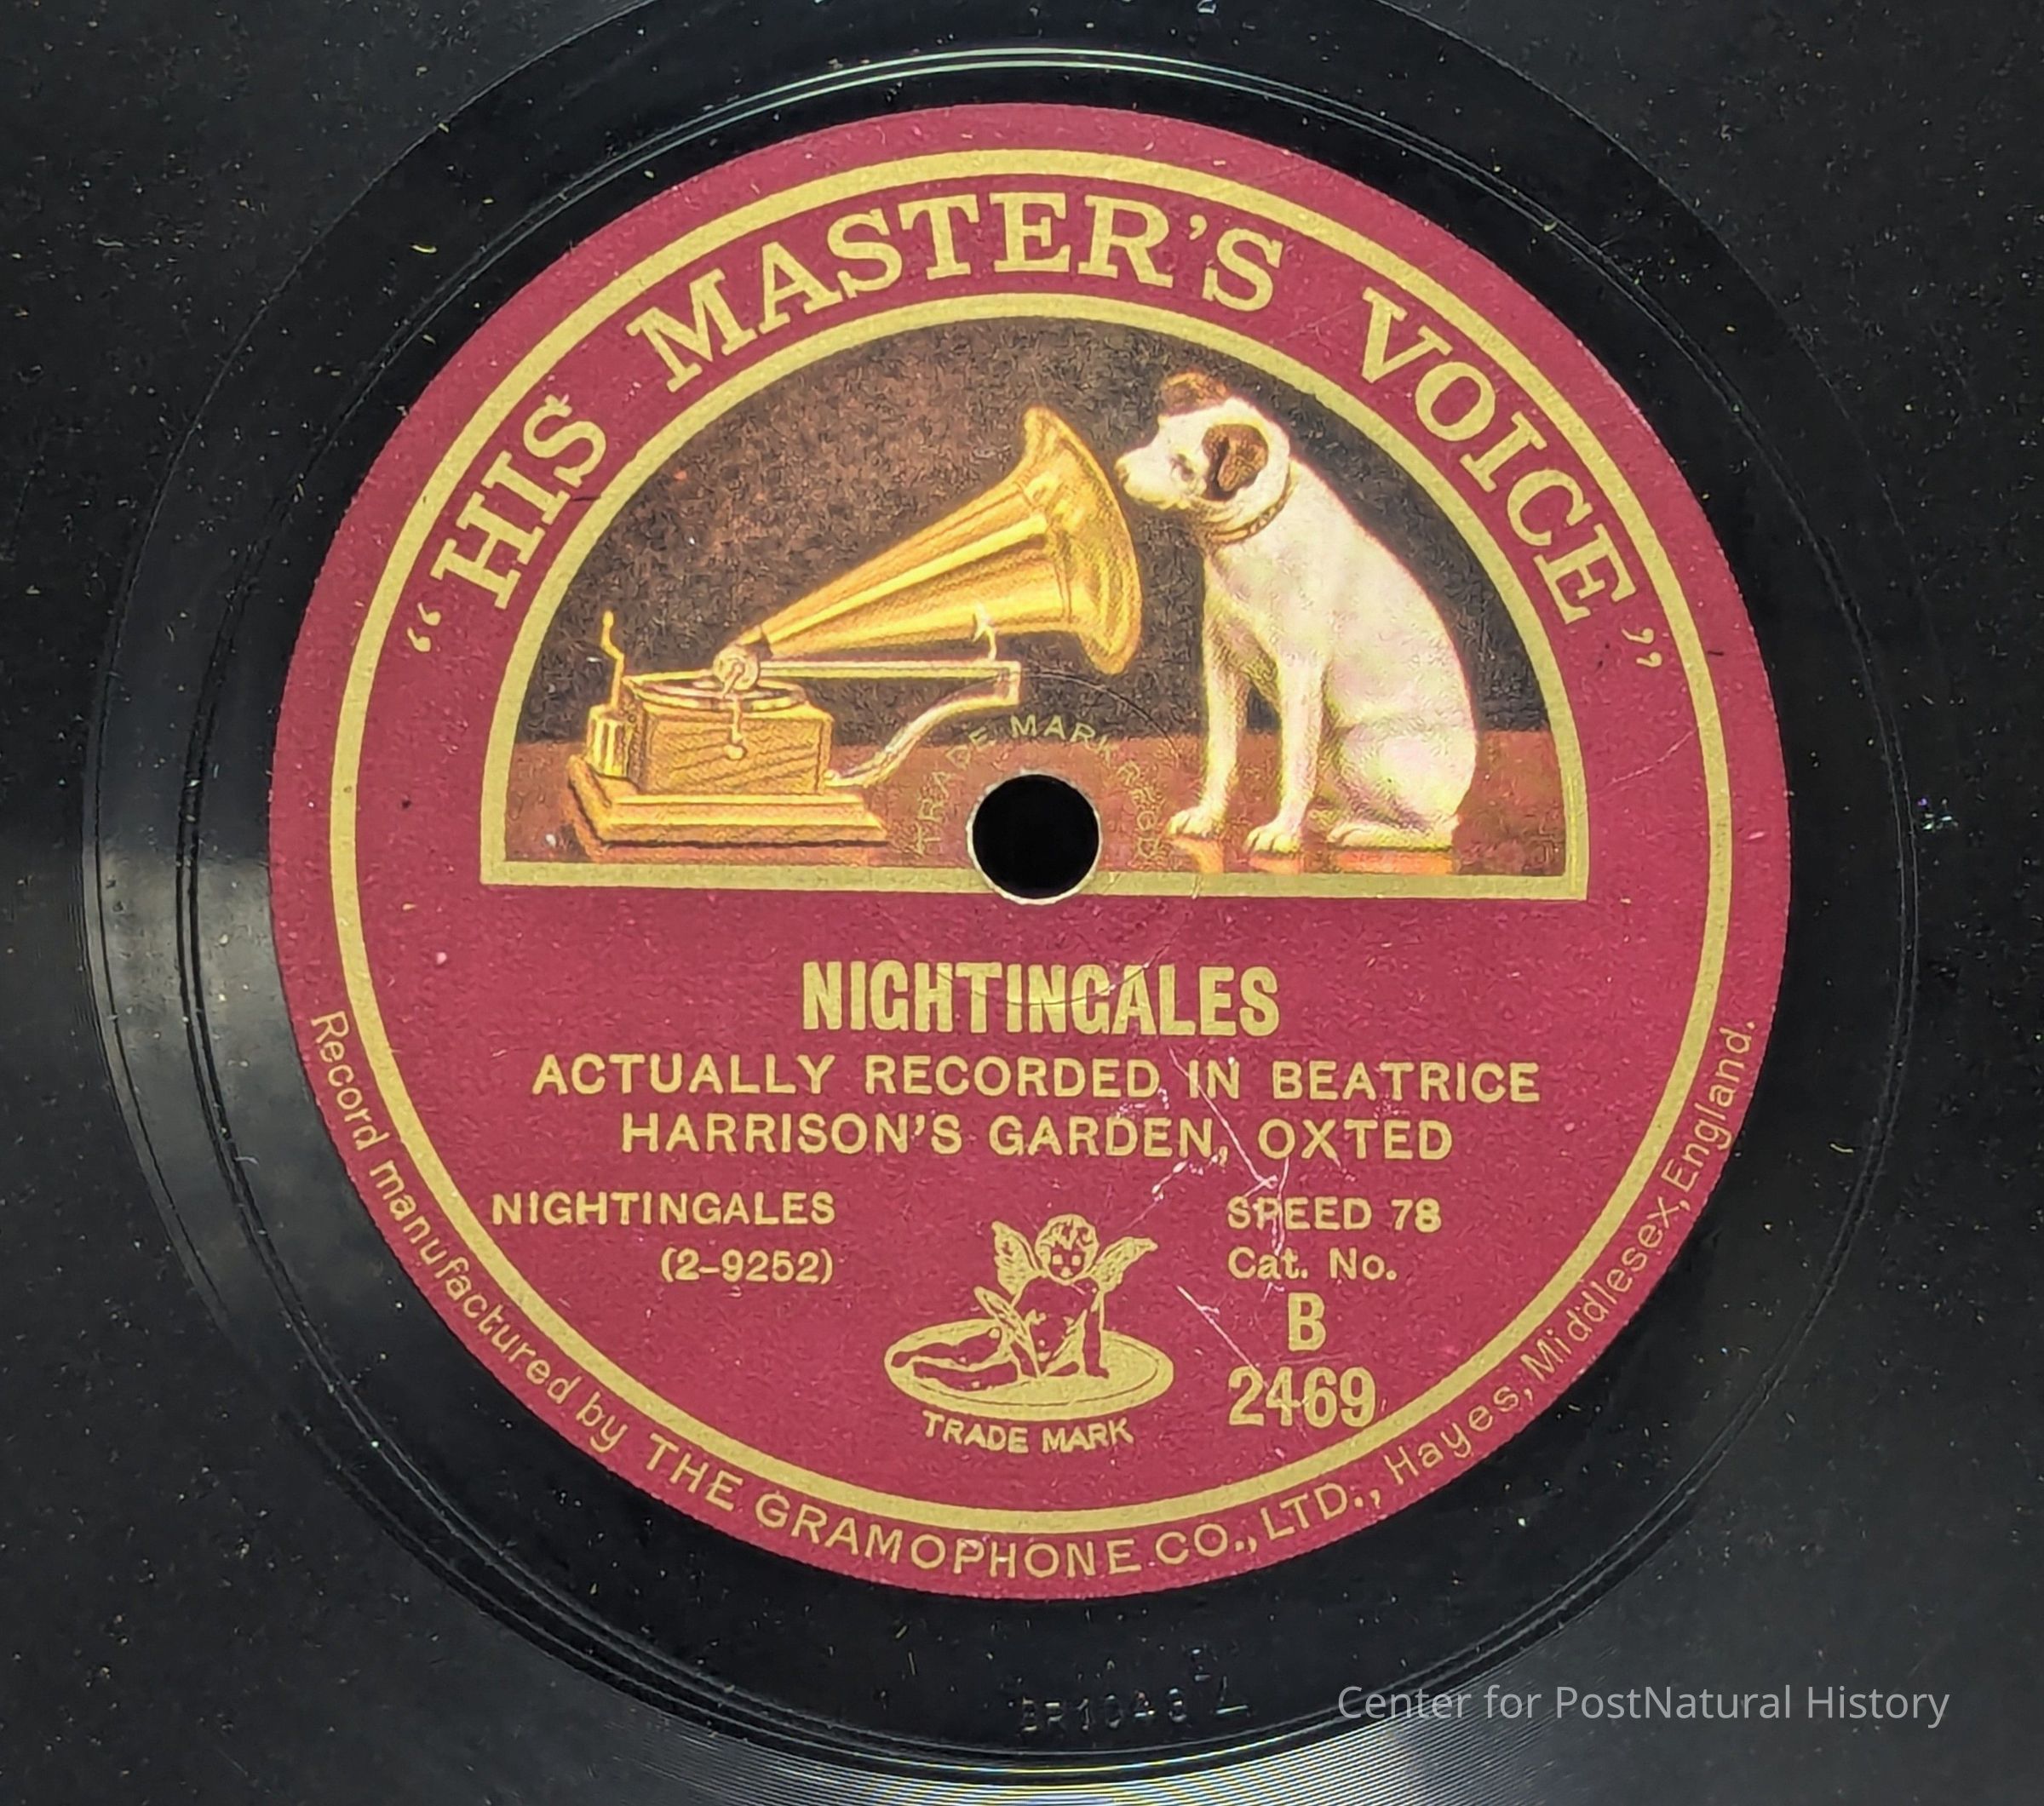 “HIS MASTER’S VOICE”
TRADE MARK
NIGHTINGALES
ACTUALLY RECORDED IN BEATRICE
HARRISON’S GARDEN, OXTED
NIGHTINGALES
(2-9252)
SPEED 78
Cat. No.
B
2469
TRADE MARK
Record manufactured by THE GRAMOPHONE CO., LTD., Hayes, Middlesex, England.
Center for PostNatural History